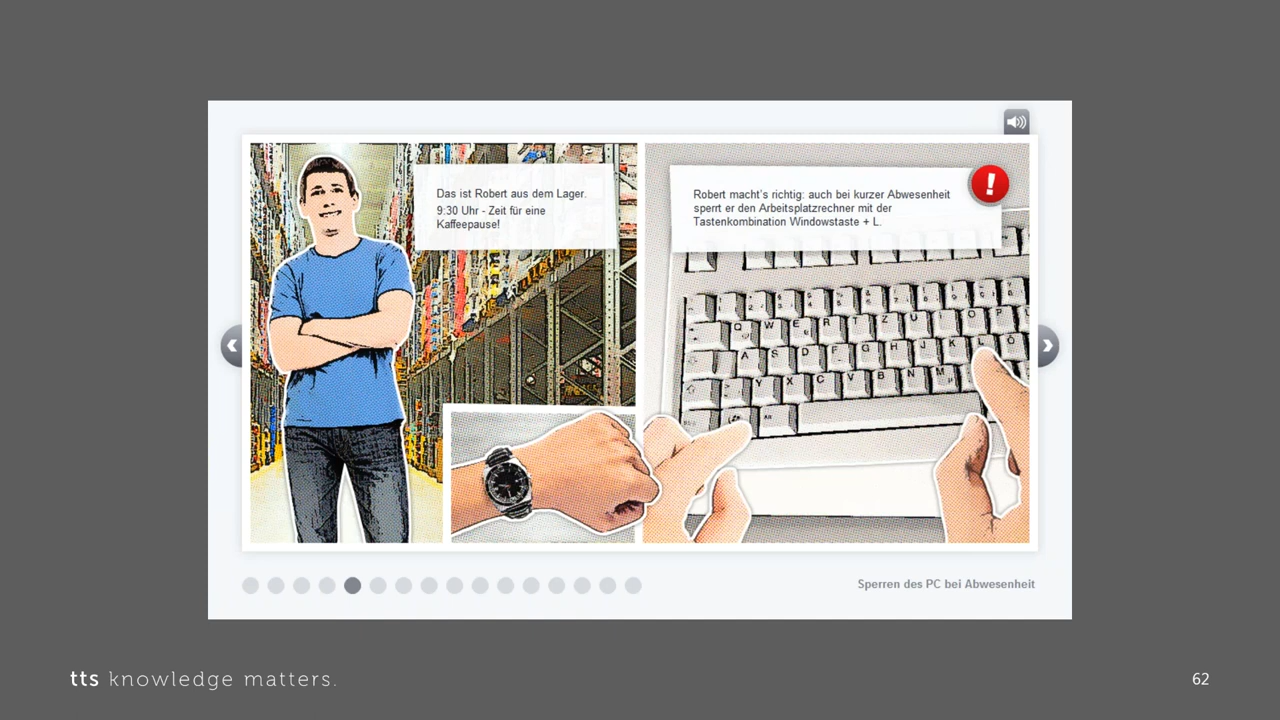 Das ist Robert aus dem Lager.
9:30 Uhr - Zeit für eine
Kaffeepause!
Robert macht's richtig: auch bei kurzer Abwesenheit
sperrt er den Arbeitsplatzrechner mit der
Tastenkombination Windowstaste + L.
!
Q W E R T Z U I O P
A S D F G H J K L Ö
Y X C V B N M
Sperren des PC bei Abwesenheit
tts knowledge matters.
62